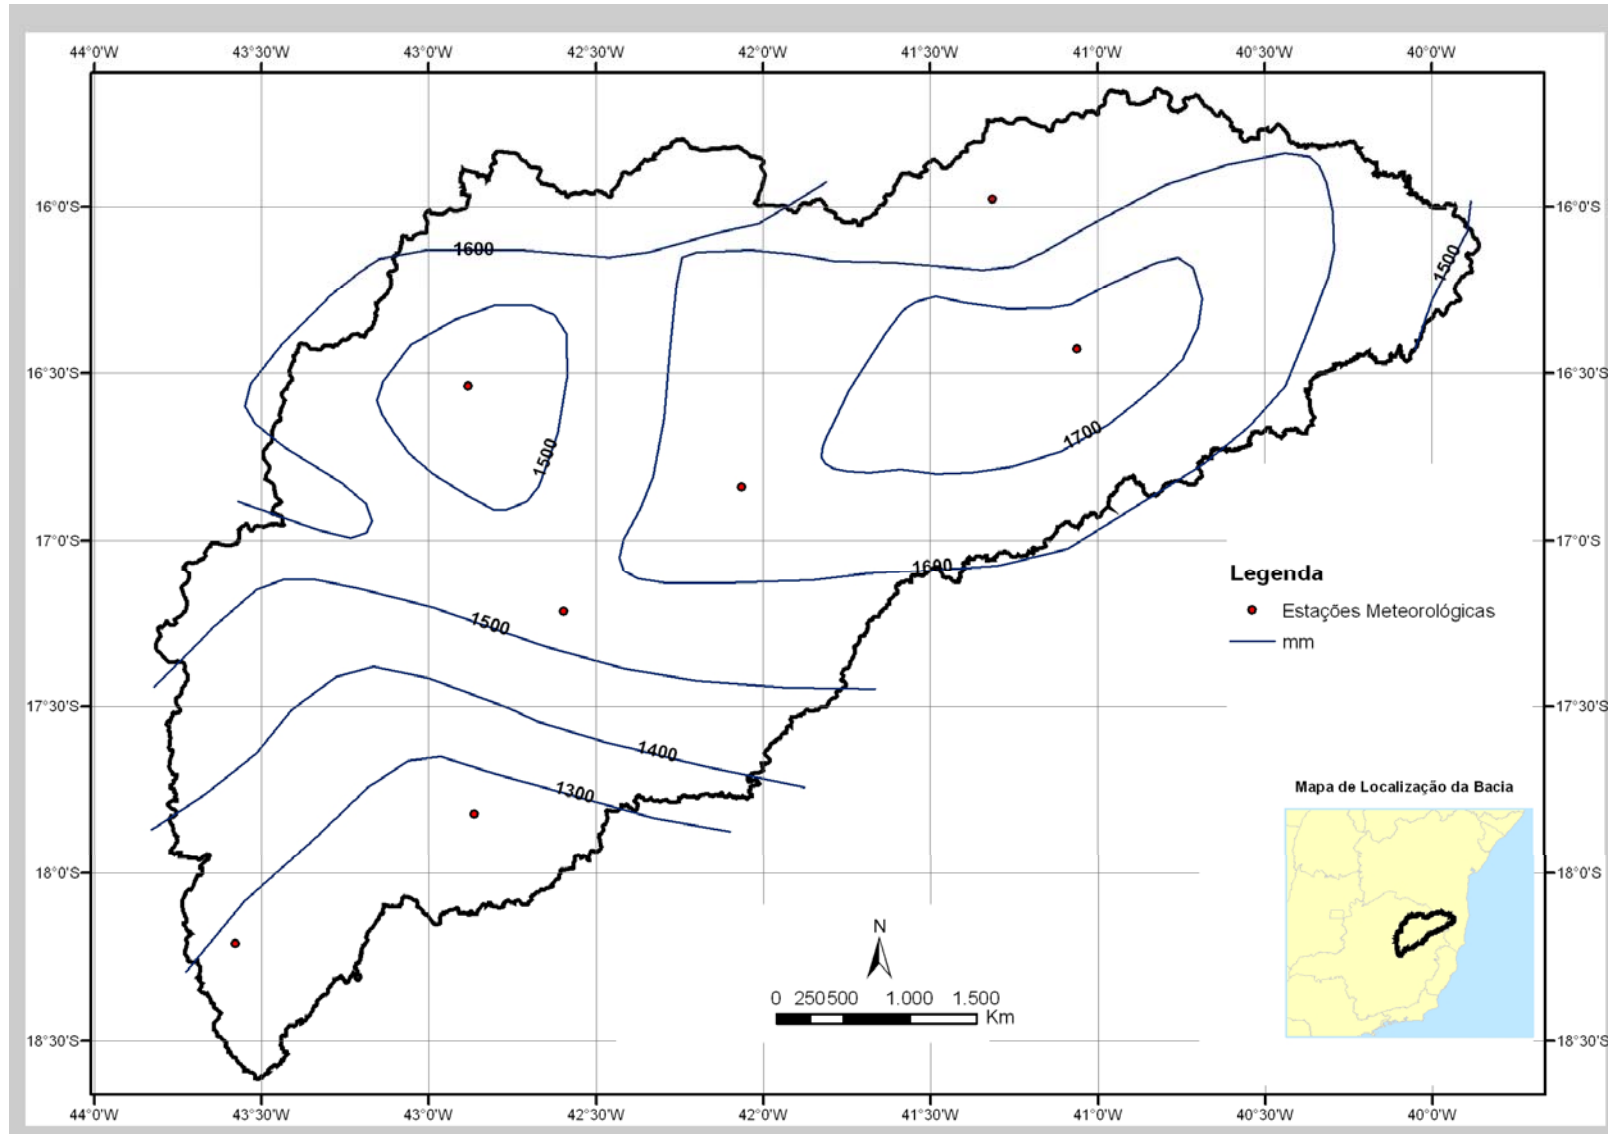 44°0'W 43°30'W 43°0'W 42°30'W 42°0'W 41°30'W 41°0'W 40°30'W 40°0'W
16°0'S 16°0'S
1600
1500
1500
16°30'S 16°30'S
1700
17°0'S 17°0'S
1600
1500
Legenda
Estações Meteorológicas
mm
17°30'S 17°30'S
1400
1300
Mapa de Localização da Bacia
18°0'S 18°0'S
N
0 250 500 1.000 1.500
Km
18°30'S 18°30'S
44°0'W 43°30'W 43°0'W 42°30'W 42°0'W 41°30'W 41°0'W 40°30'W 40°0'W